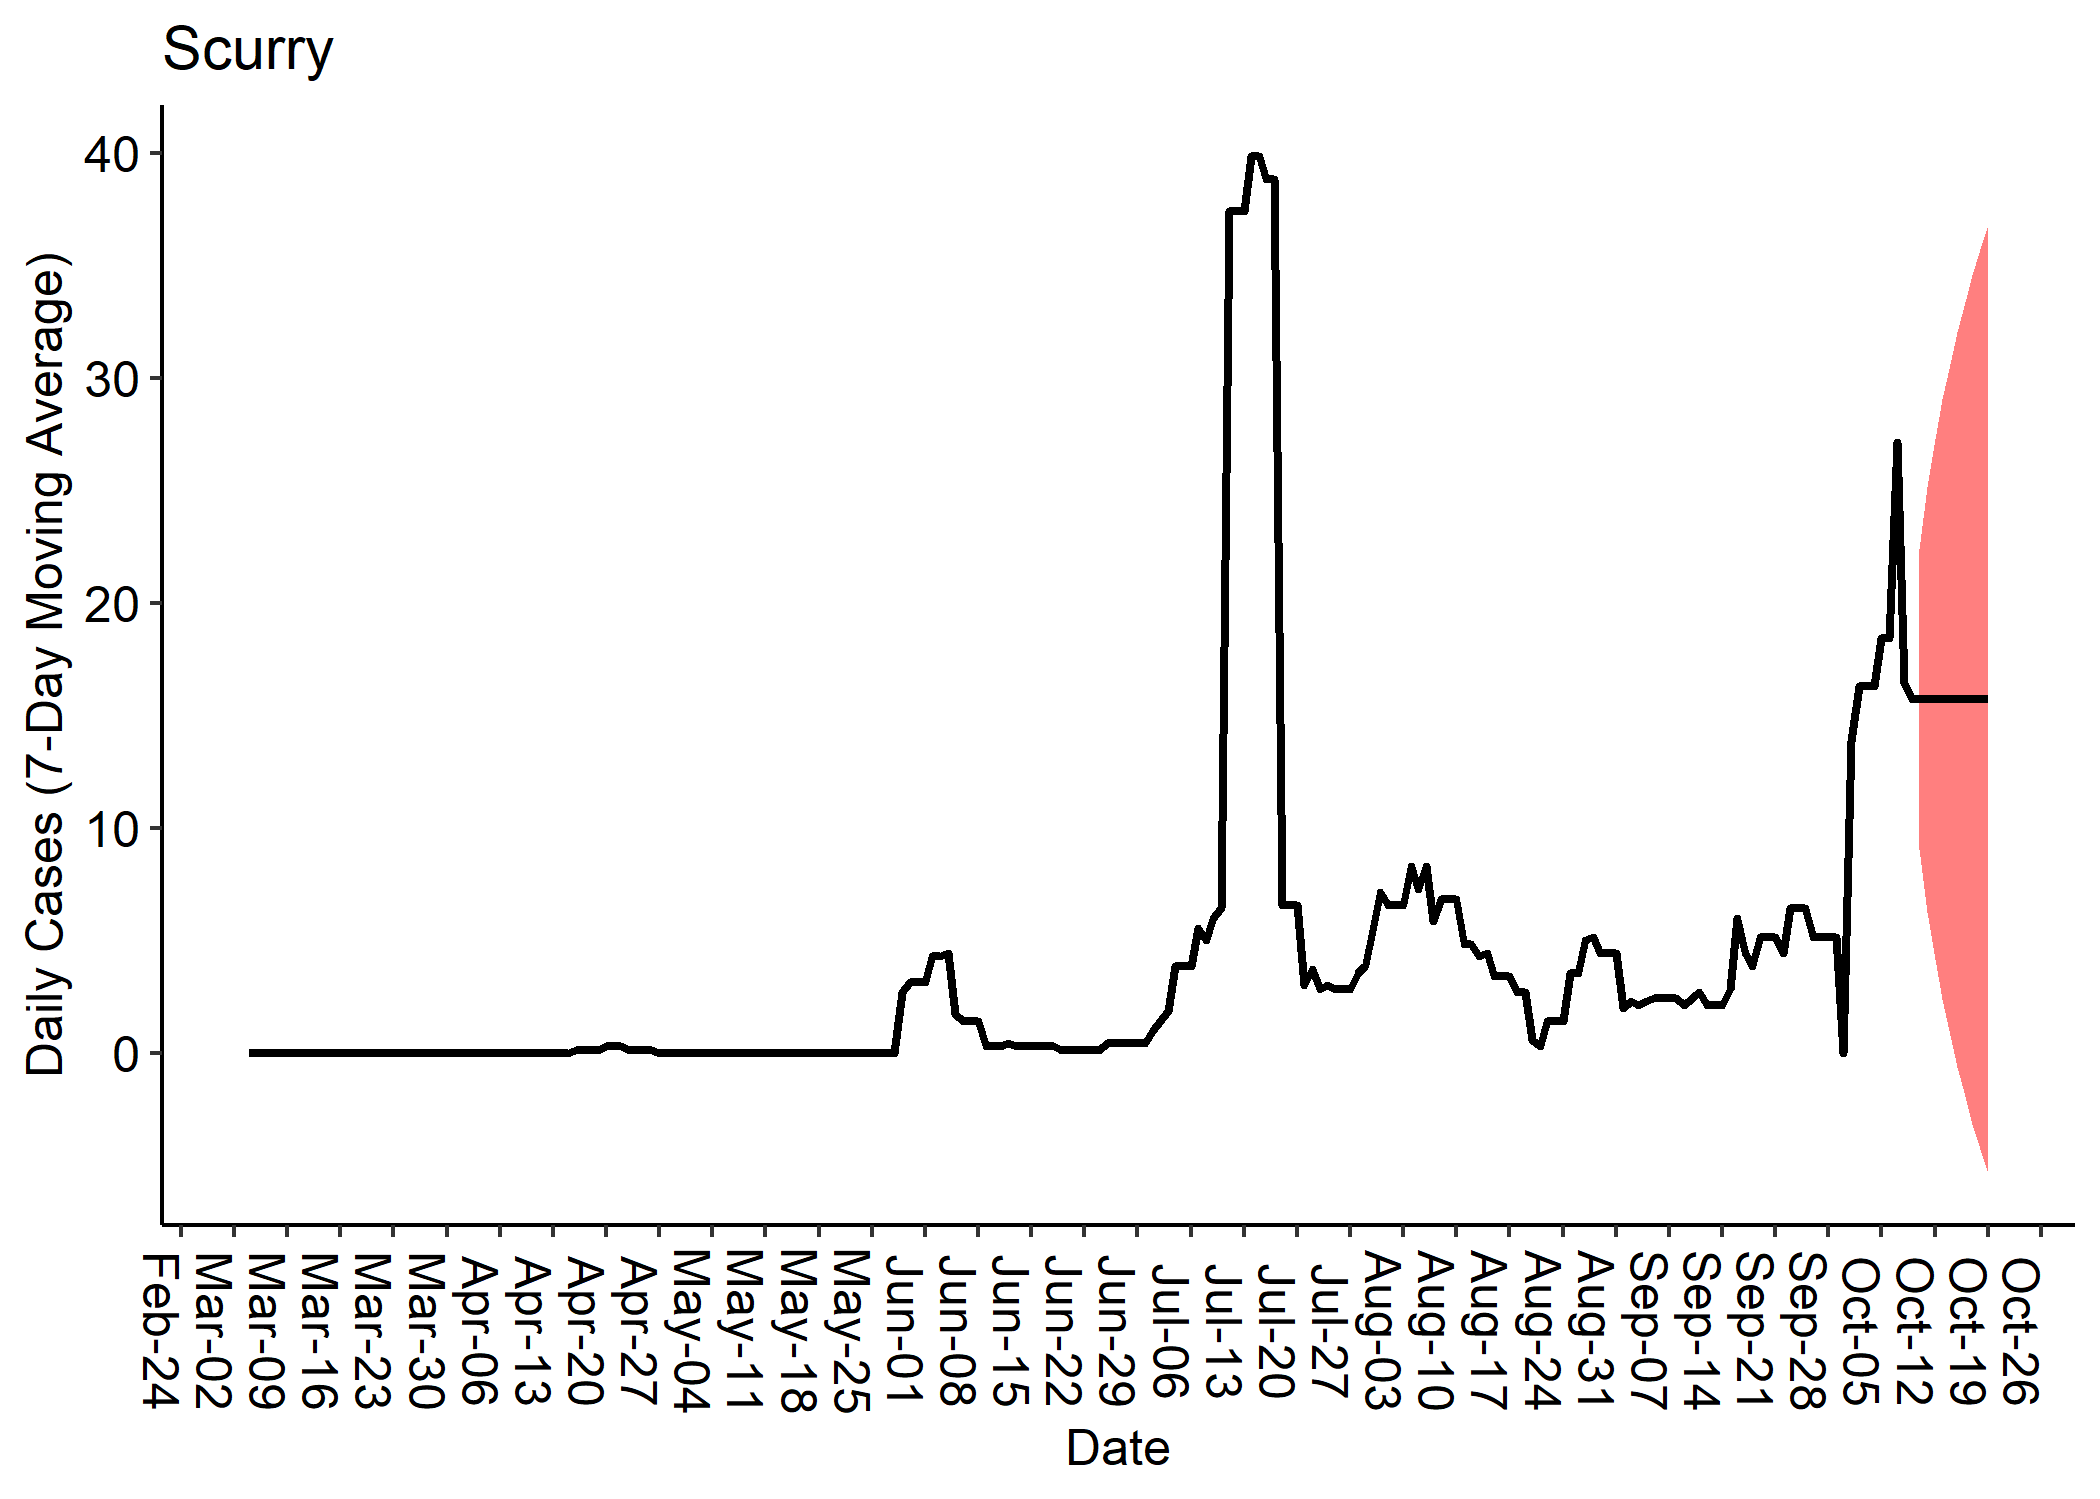 Scurry
Daily Cases (7-Day Moving Average)
40
30
20
10
0
Feb-24
Mar-02
Mar-09
Mar-16
Mar-23
Mar-30
Apr-06
Apr-13
Apr-20
Apr-27
May-04
May-11
May-18
May-25
Jun-01
Jun-08
Jun-15
Jun-22
Jun-29
Jul-06
Jul-13
Jul-20
Jul-27
Aug-03
Aug-10
Aug-17
Aug-24
Aug-31
Sep-07
Sep-14
Sep-21
Sep-28
Oct-05
Oct-12
Oct-19
Oct-26
Date